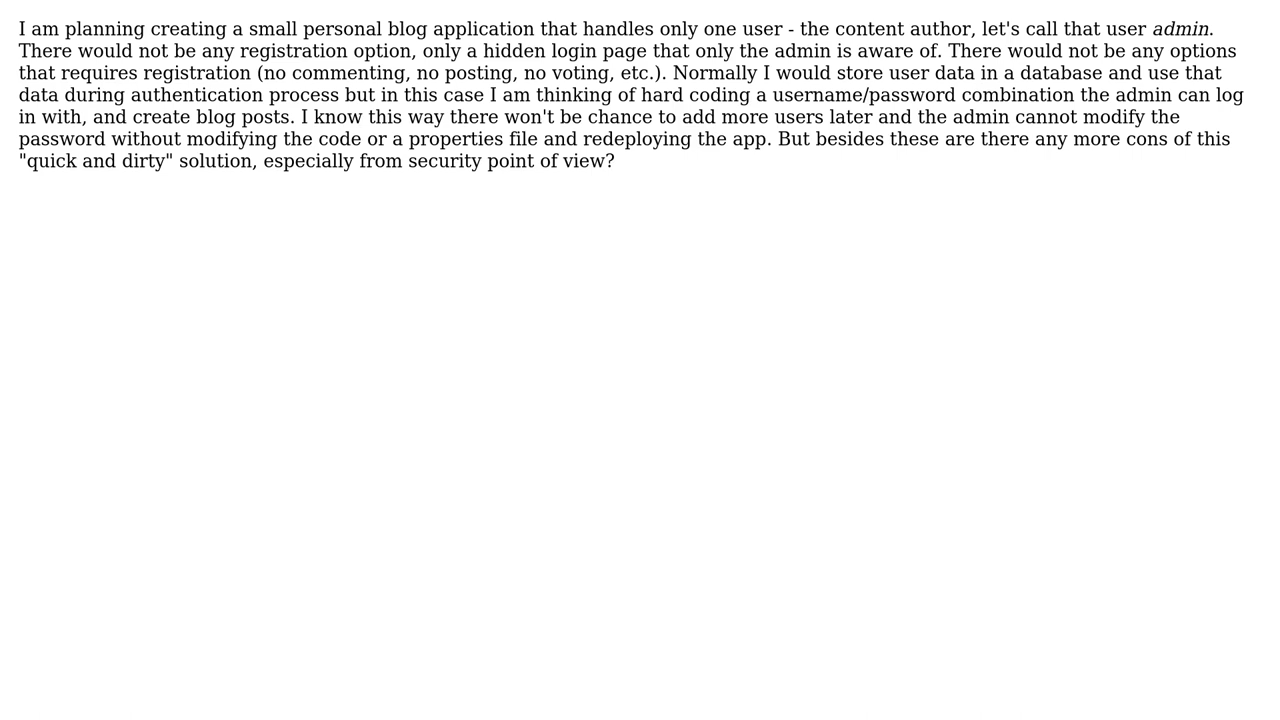 I am planning creating a small personal blog application that handles only one user - the content author, let's call that user admin.
There would not be any registration option, only a hidden login page that only the admin is aware of. There would not be any options
that requires registration (no commenting, no posting, no voting, etc.). Normally I would store user data in a database and use that
data during authentication process but in this case I am thinking of hard coding a username/password combination the admin can log
in with, and create blog posts. I know this way there won't be chance to add more users later and the admin cannot modify the
password without modifying the code or a properties file and redeploying the app. But besides these are there any more cons of this
"quick and dirty" solution, especially from security point of view?